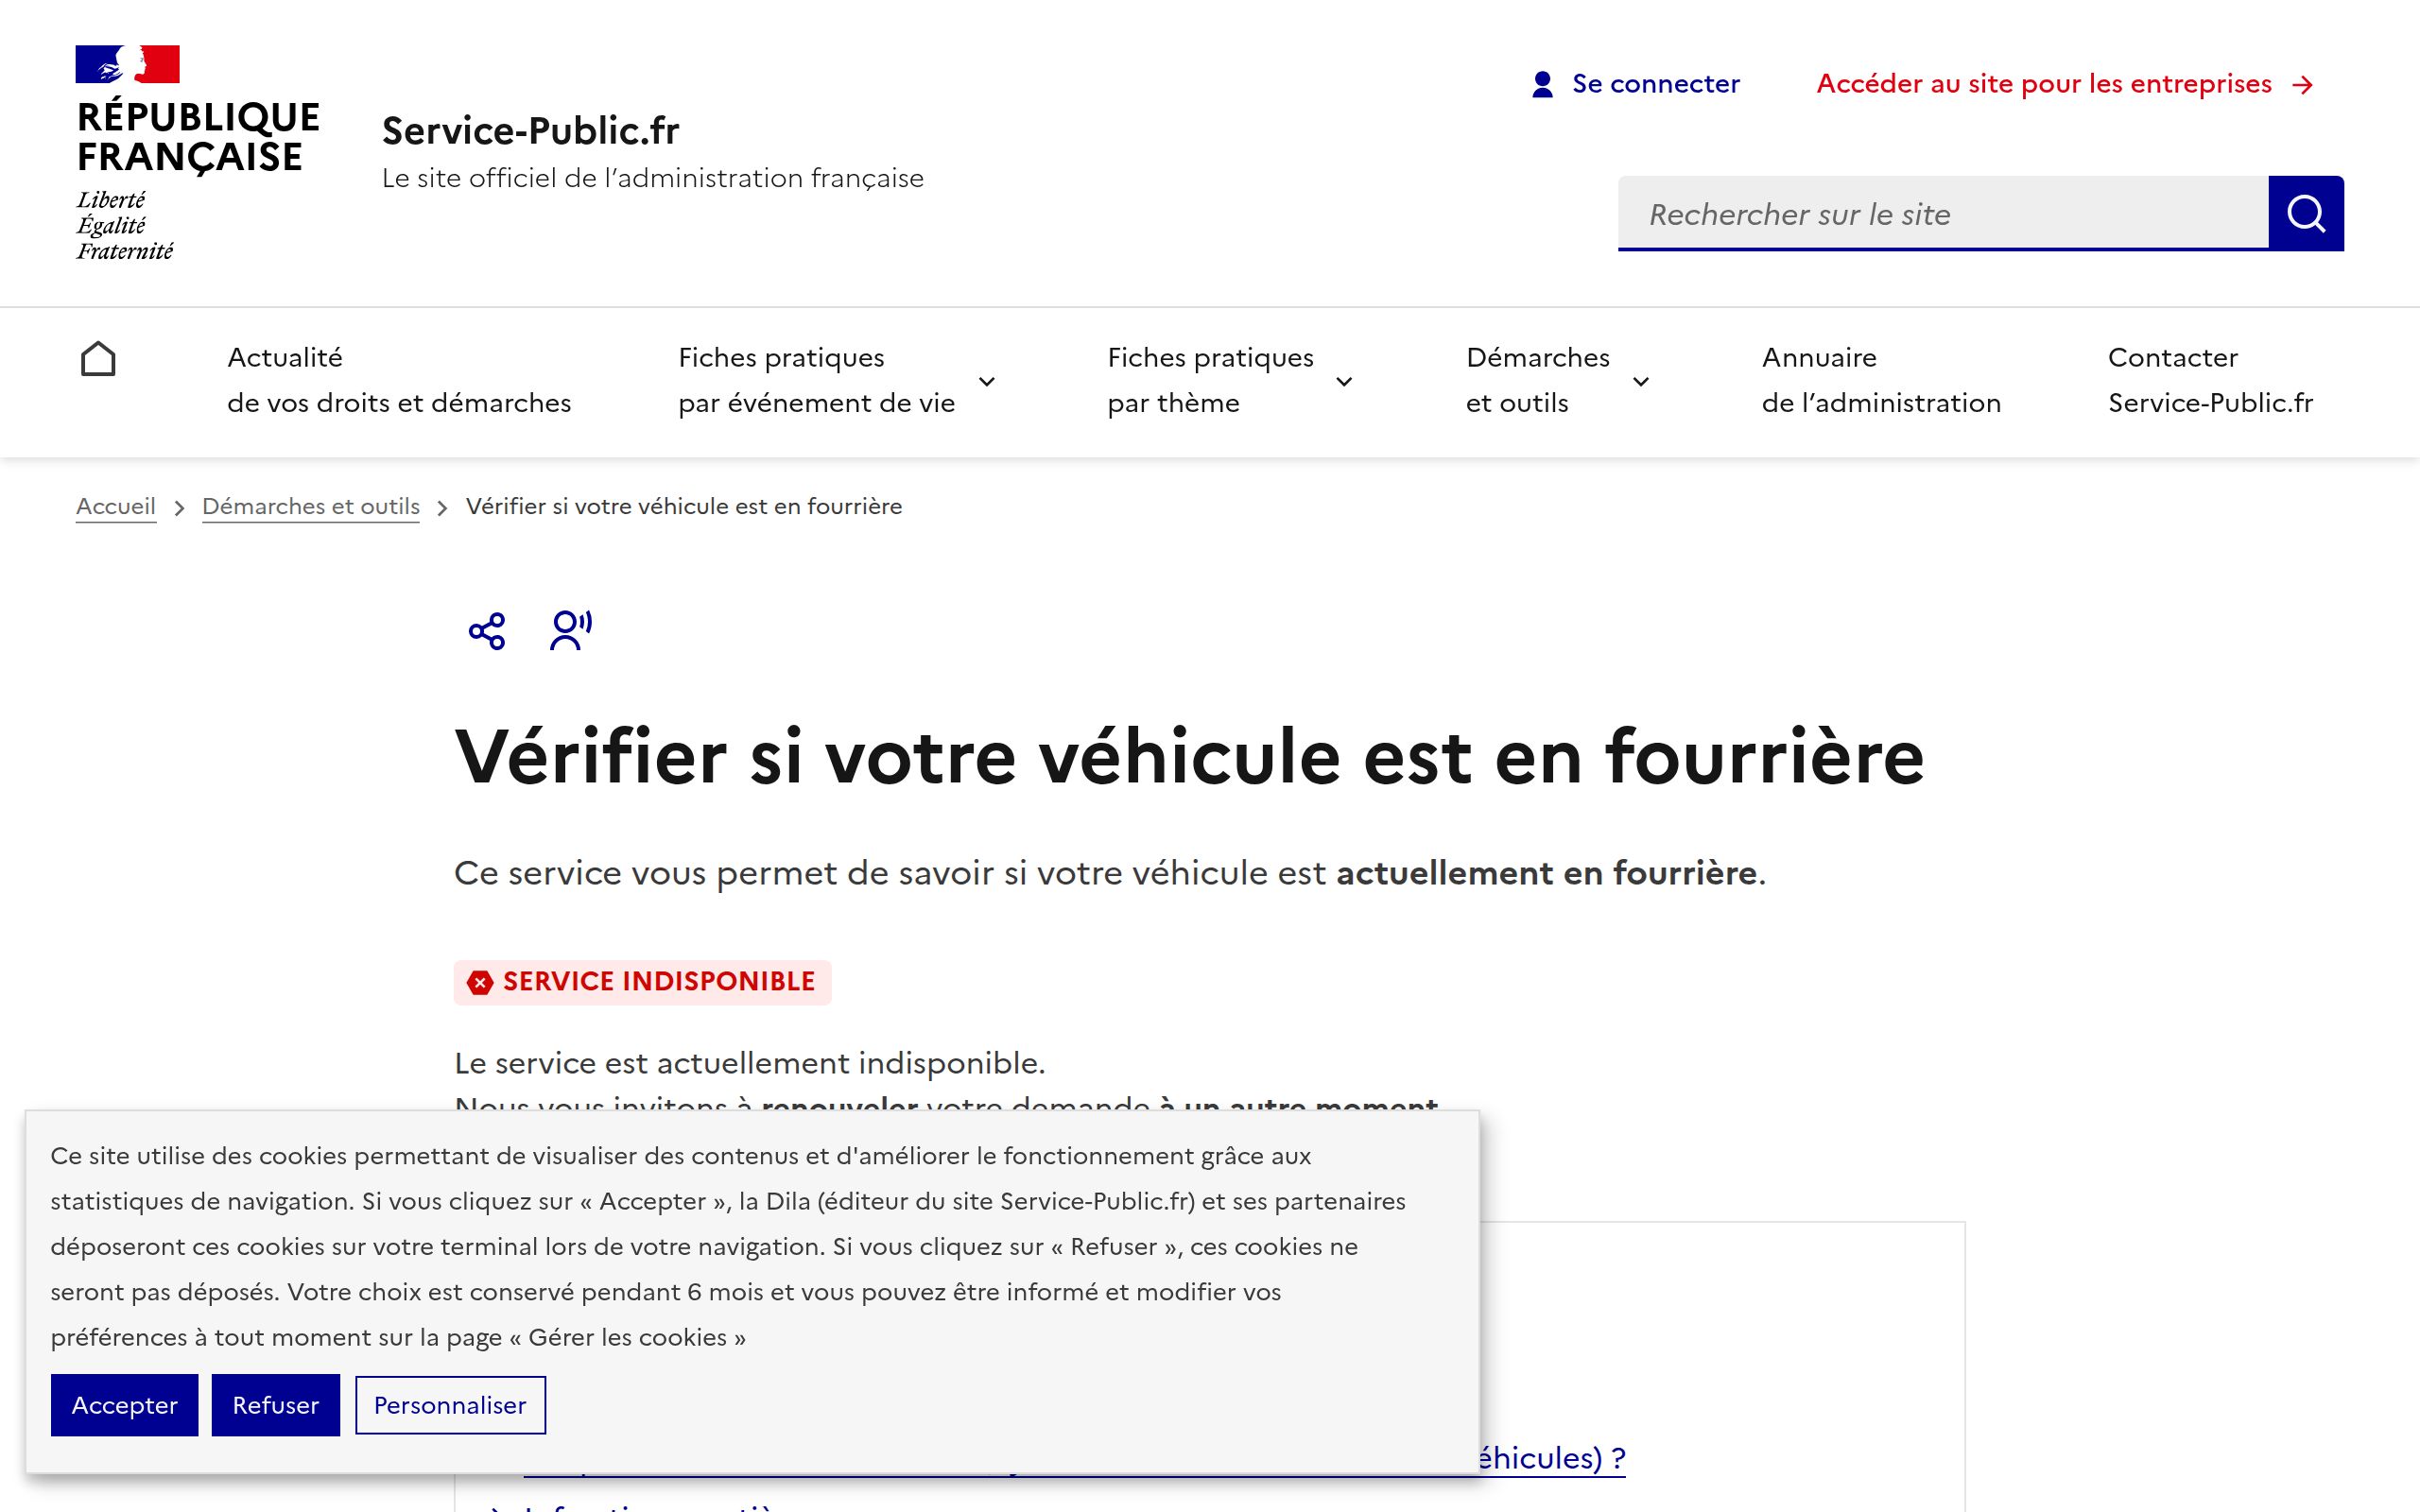 RÉPUBLIQUE
FRANÇAISE
Liberté
Égalité
Fraternité
Service-Public.fr
Le site officiel de l’administration française
Se connecter
Accéder au site pour les entreprises
Rechercher sur le site
Actualité
de vos droits et démarches
Fiches pratiques
par événement de vie
Fiches pratiques
par thème
Démarches
et outils
Annuaire
de l’administration
Contacter
Service-Public.fr
Accueil
Démarches et outils
Vérifier si votre véhicule est en fourrière
Vérifier si votre véhicule est en fourrière
Ce service vous permet de savoir si votre véhicule est actuellement en fourrière.
SERVICE INDISPONIBLE
Le service est actuellement indisponible.
Nous vous invitons à renouveler votre demande à un autre moment
Ce site utilise des cookies permettant de visualiser des contenus et d'améliorer le fonctionnement grâce aux
statistiques de navigation. Si vous cliquez sur « Accepter », la Dila (éditeur du site Service-Public.fr) et ses partenaires
déposeront ces cookies sur votre terminal lors de votre navigation. Si vous cliquez sur « Refuser », ces cookies ne
seront pas déposés. Votre choix est conservé pendant 6 mois et vous pouvez être informé et modifier vos
préférences à tout moment sur la page « Gérer les cookies »
Accepter
Refuser
Personnaliser
éhicules) ?